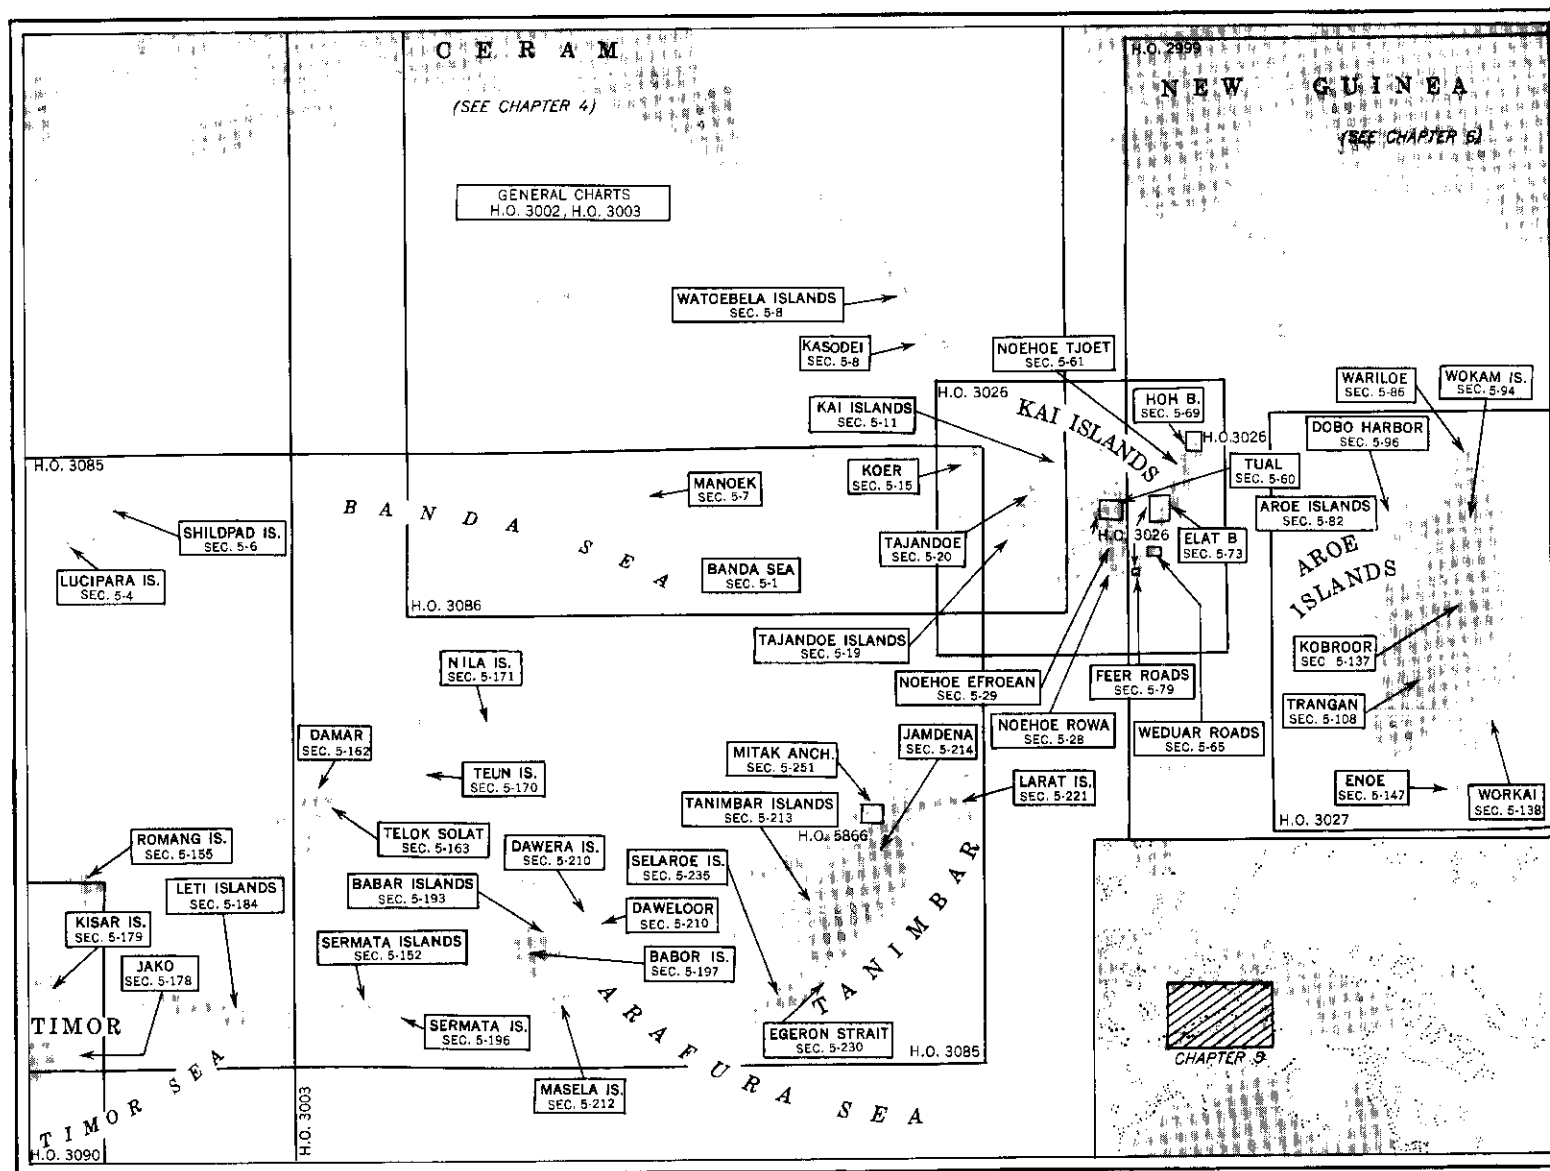 CERAM
(SEE CHAPTER 4)
H.O. 2999
NEW GUINEA
(SEE CHAPTER 6)
GENERAL CHARTS
H.O. 3002, H.O. 3003
WATOEBELA ISLANDS
SEC. 5-8
KASODEI
SEC. 5-8
NOEHOE TJOET
SEC. 5-61
WARILOE
SEC. 5-86
WOKAM IS.
SEC. 5-94
H.O. 3026
KAI ISLANDS
HOH B.
SEC. 5-69
H.O. 3026
KAI ISLANDS
SEC. 5-11
DOBO HARBOR
SEC. 5-96
H.O. 3085
KOER
SEC. 5-15
TUAL
SEC. 5-60
MANOEK
SEC. 5-7
BANDA SEA
AROE ISLANDS
SEC. 5-82
SHILDPAD IS.
SEC. 5-6
TAJANDOE
SEC. 5-20
H.O. 3026
ELAT B
SEC. 5-73
AROE
ISLANDS
LUCIPARA IS.
SEC. 5-4
BANDA SEA
SEC. 5-1
H.O. 3086
TAJANDOE ISLANDS
SEC. 5-19
KOBROOR
SEC 5-137
NILA IS.
SEC. 5-171
NOEHOE EFROEAN
SEC. 5-29
FEER ROADS
SEC. 5-79
TRANGAN
SEC. 5-108
DAMAR
SEC. 5-162
MITAK ANCH.
SEC. 5-251
JAMDENA
SEC. 5-214
NOEHOE ROWA
SEC. 5-28
WEDUAR ROADS
SEC. 5-65
TEUN IS.
SEC. 5-170
LARAT IS.
SEC. 5-221
ENOE
SEC. 5-147
WORKAI
SEC. 5-138
TANIMBAR ISLANDS
SEC. 5-213
H.O. 5866
H.O. 3027
ROMANG IS.
SEC. 5-155
TELOK SOLAT
SEC. 5-163
DAWERA IS.
SEC. 5-210
SELAROE IS.
SEC. 5-235
LETI ISLANDS
SEC. 5-184
BABAR ISLANDS
SEC. 5-193
DAWELOOR
SEC. 5-210
TANIMBAR
KISAR IS.
SEC. 5-179
SERMATA ISLANDS
SEC. 5-152
BABOR IS.
SEC. 5-197
JAKO
SEC. 5-178
TIMOR
SERMATA IS.
SEC. 5-196
EGERON STRAIT
SEC. 5-230
H.O. 3085
MASELA IS.
SEC. 5-212
ARAFURA SEA
TIMOR SEA
H.O. 3090
H.O. 3003
CHAPTER 5